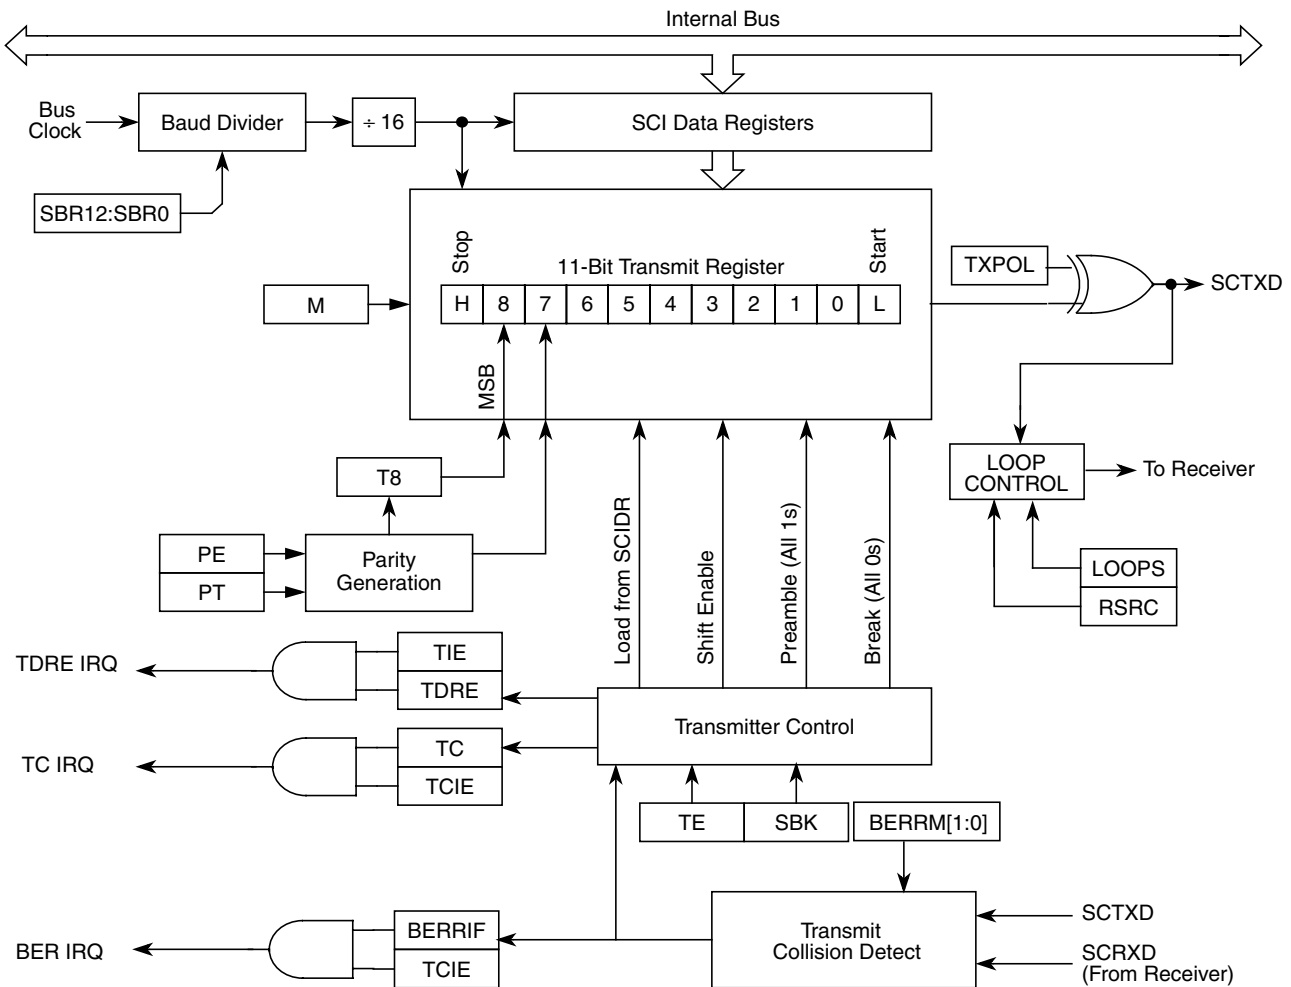 Internal Bus
Bus
Clock
Baud Divider
÷ 16
SCI Data Registers
SBR12:SBR0
Stop
11-Bit Transmit Register
Start
TXPOL
SCTXD
M
H 8 7 6 5 4 3 2 1 0 L
MSB
T8
LOOP
CONTROL
To Receiver
PE
PT
Parity
Generation
Load from SCIDR
Shift Enable
Preamble (All 1s)
Break (All 0s)
LOOPS
RSRC
TDRE IRQ
TIE
TDRE
Transmitter Control
TC IRQ
TC
TCIE
TE
SBK
BERRM[1:0]
BER IRQ
BERRIF
TCIE
Transmit
Collision Detect
SCTXD
SCRXD
(From Receiver)